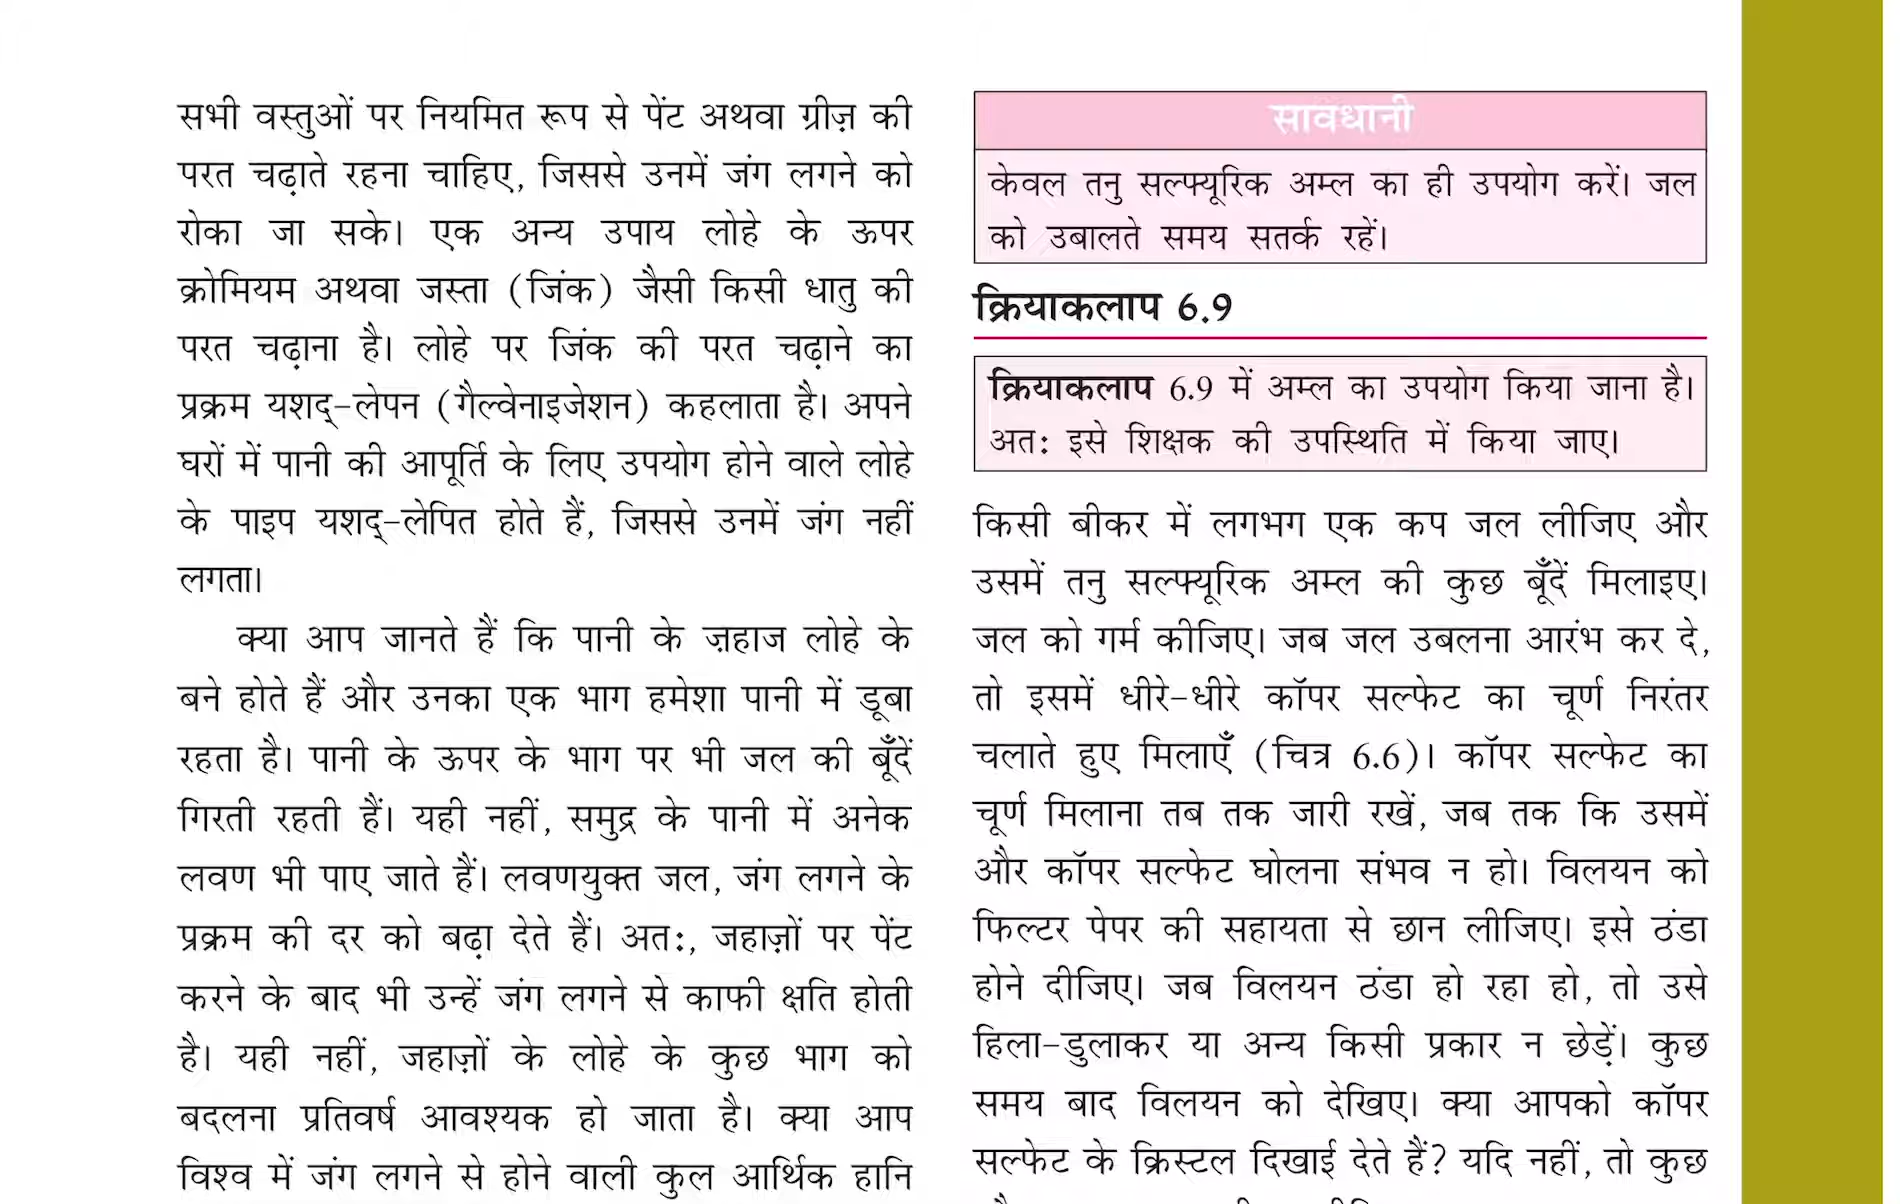 सभी वस्तुओं पर नियमित रूप से पेंट अथवा ग्रीज़ की
परत चढ़ाते रहना चाहिए, जिससे उनमें जंग लगने को
रोका जा सके। एक अन्य उपाय लोहे के ऊपर
क्रोमियम अथवा जस्ता (जिंक) जैसी किसी धातु की
परत चढ़ाना है। लोहे पर जिंक की परत चढ़ाने का
प्रक्रम यशद्-लेपन (गैल्वेनाइजेशन) कहलाता है। अपने
घरों में पानी की आपूर्ति के लिए उपयोग होने वाले लोहे
के पाइप यशद्-लेपित होते हैं, जिससे उनमें जंग नहीं
लगता।
क्या आप जानते हैं कि पानी के ज़हाज लोहे के
बने होते हैं और उनका एक भाग हमेशा पानी में डूबा
रहता है। पानी के ऊपर के भाग पर भी जल की बूँदें
गिरती रहती हैं। यही नहीं, समुद्र के पानी में अनेक
लवण भी पाए जाते हैं। लवणयुक्त जल, जंग लगने के
प्रक्रम की दर को बढ़ा देते हैं। अतः, जहाज़ों पर पेंट
करने के बाद भी उन्हें जंग लगने से काफी क्षति होती
है। यही नहीं, जहाज़ों के लोहे के कुछ भाग को
बदलना प्रतिवर्ष आवश्यक हो जाता है। क्या आप
विश्व में जंग लगने से होने वाली कुल आर्थिक हानि
सावधानी
केवल तनु सल्फ्यूरिक अम्ल का ही उपयोग करें। जल
को उबालते समय सतर्क रहें।
क्रियाकलाप 6.9
क्रियाकलाप 6.9 में अम्ल का उपयोग किया जाना है।
अतः इसे शिक्षक की उपस्थिति में किया जाए।
किसी बीकर में लगभग एक कप जल लीजिए और
उसमें तनु सल्फ्यूरिक अम्ल की कुछ बूँदें मिलाइए।
जल को गर्म कीजिए। जब जल उबलना आरंभ कर दे,
तो इसमें धीरे-धीरे कॉपर सल्फेट का चूर्ण निरंतर
चलाते हुए मिलाएँ (चित्र 6.6)। कॉपर सल्फेट का
चूर्ण मिलाना तब तक जारी रखें, जब तक कि उसमें
और कॉपर सल्फेट घोलना संभव न हो। विलयन को
फिल्टर पेपर की सहायता से छान लीजिए। इसे ठंडा
होने दीजिए। जब विलयन ठंडा हो रहा हो, तो उसे
हिला-डुलाकर या अन्य किसी प्रकार न छेड़ें। कुछ
समय बाद विलयन को देखिए। क्या आपको कॉपर
सल्फेट के क्रिस्टल दिखाई देते हैं? यदि नहीं, तो कुछ